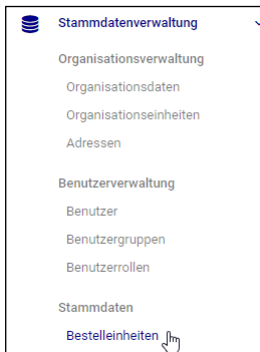 Stammdatenverwaltung
Organisationsverwaltung
Organisationsdaten
Organisationseinheiten
Adressen
Benutzerverwaltung
Benutzer
Benutzergruppen
Benutzerrollen
Stammdaten
Bestelleinheiten